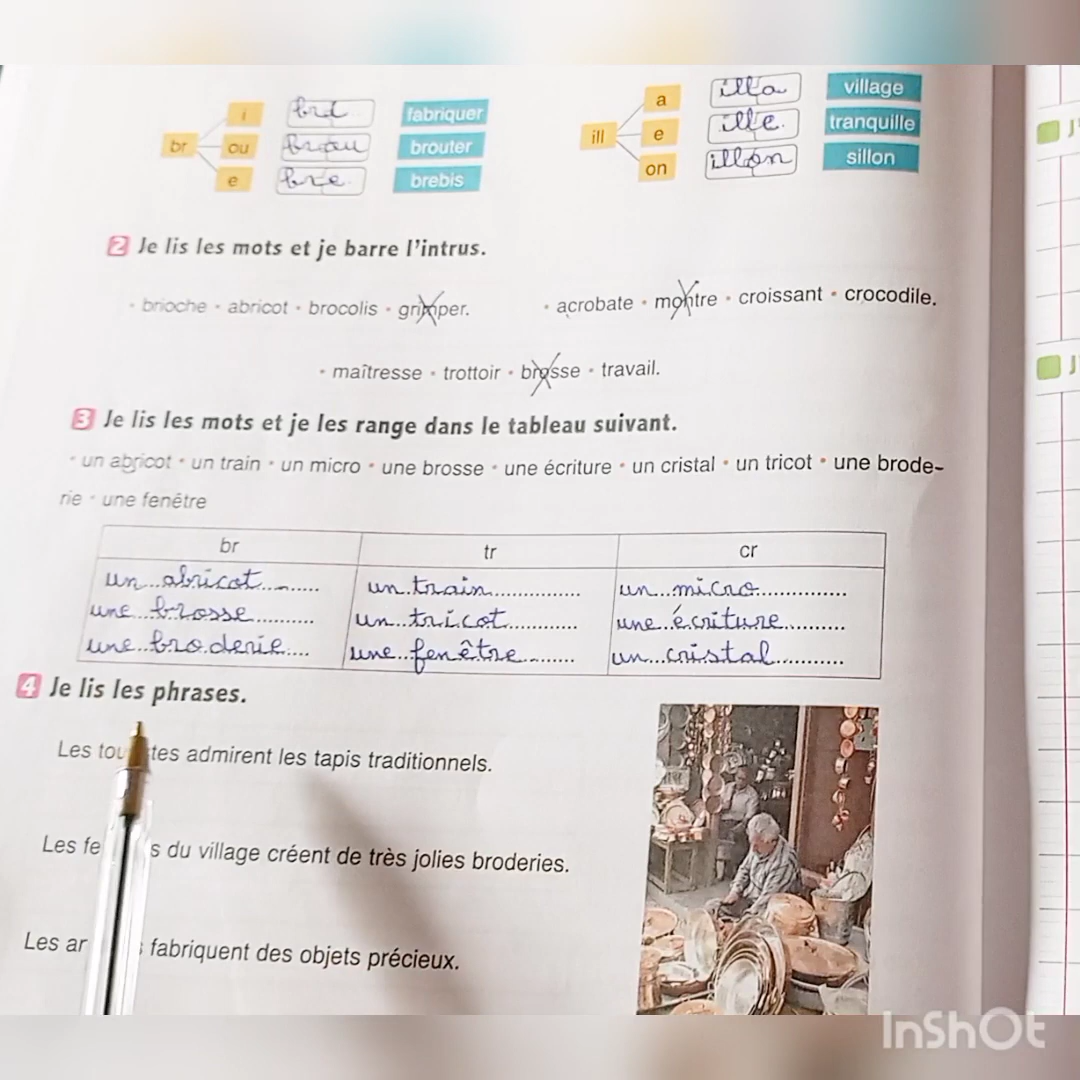 i bri fabriquer
br ou brou brouter
e bre brebis
a illa village
ill e ille tranquille
on illon sillon
2 Je lis les mots et je barre l'intrus.
• brioche • abricot • brocolis • grimper.
• acrobate • montre • croissant • crocodile.
• maîtresse • trottoir • brosse • travail.
3 Je lis les mots et je les range dans le tableau suivant.
• un abricot • un train • un micro • une brosse • une écriture • un cristal • un tricot • une brode-
rie • une fenêtre
br tr cr
un abricot un train un micro
une brosse un tricot une écriture
une broderie une fenêtre un cristal
4 Je lis les phrases.
Les admirent les tapis traditionnels.
Les du village créent de très jolies broderies.
Les fabriquent des objets précieux.
InShOt